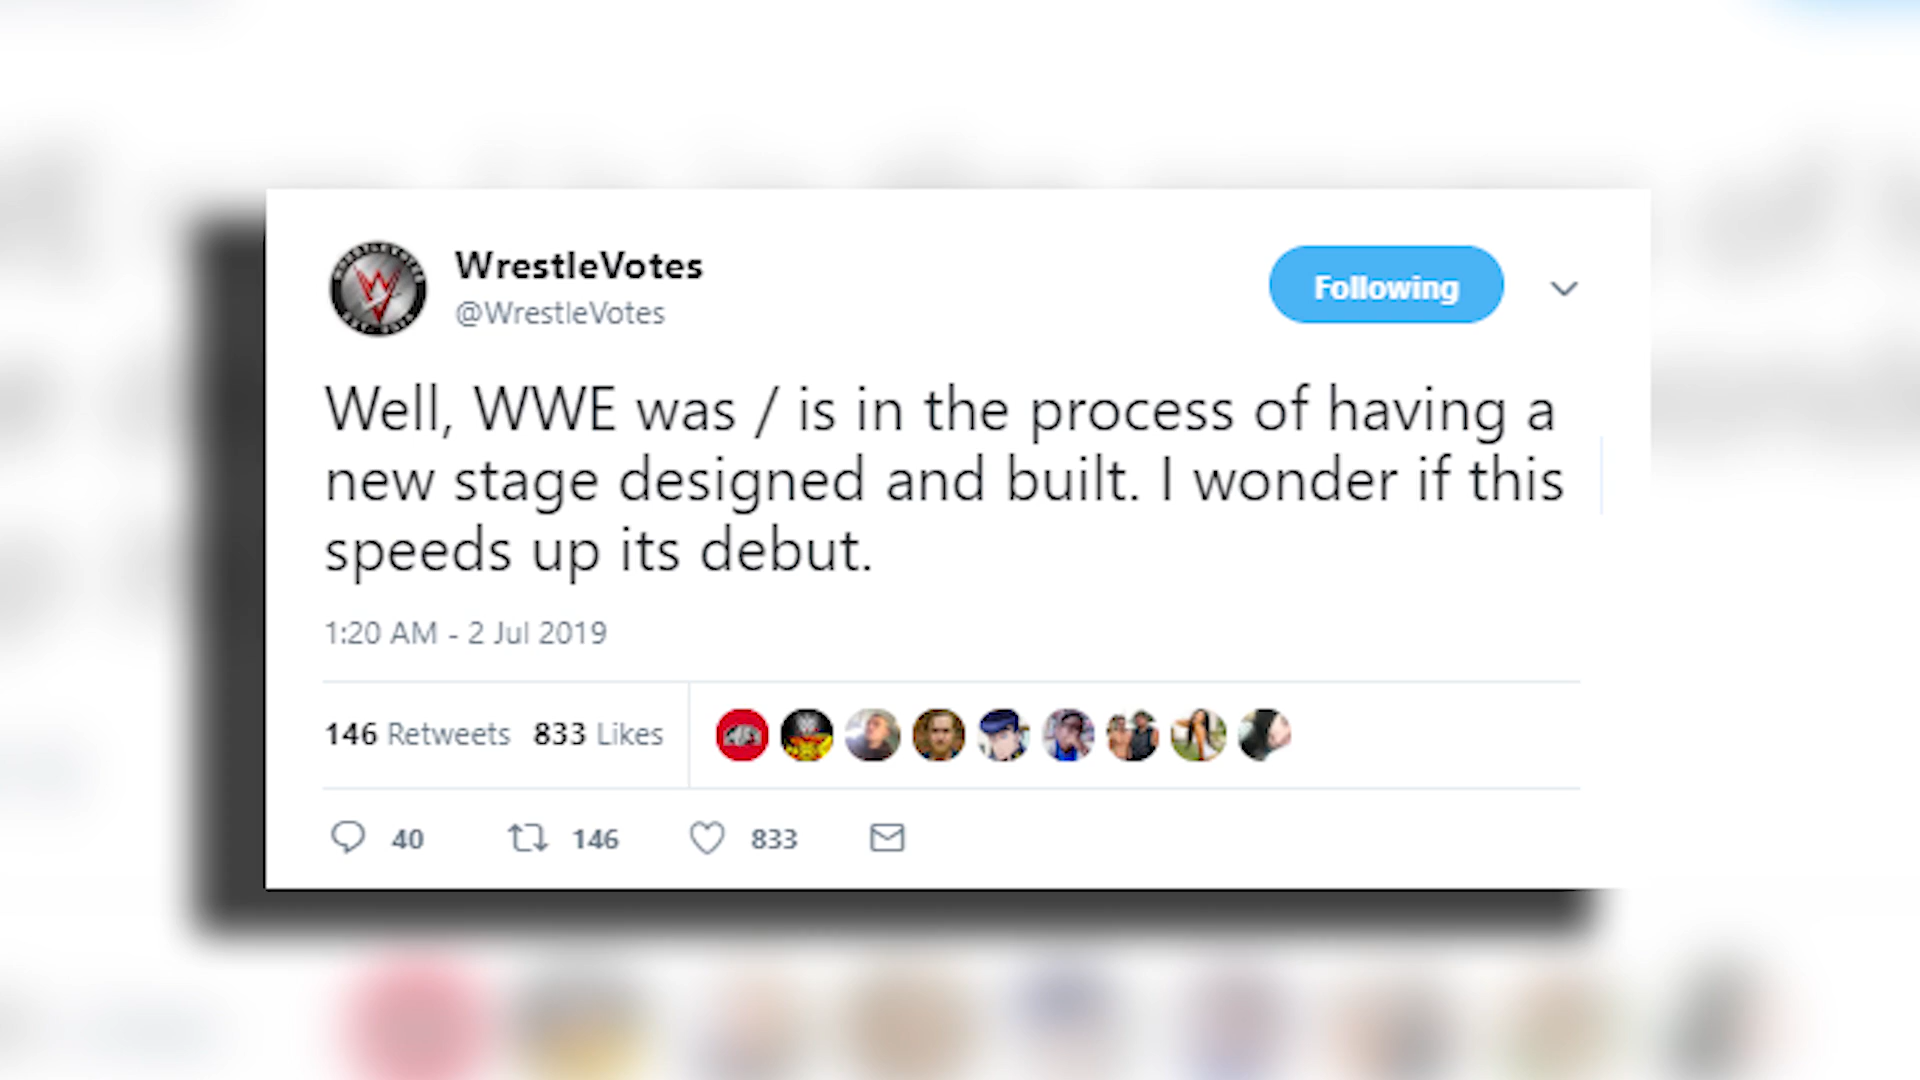 WrestleVotes
@WrestleVotes
Following
Well, WWE was / is in the process of having a
new stage designed and built. I wonder if this
speeds up its debut.
1:20 AM - 2 Jul 2019
146 Retweets 833 Likes
40 146 833